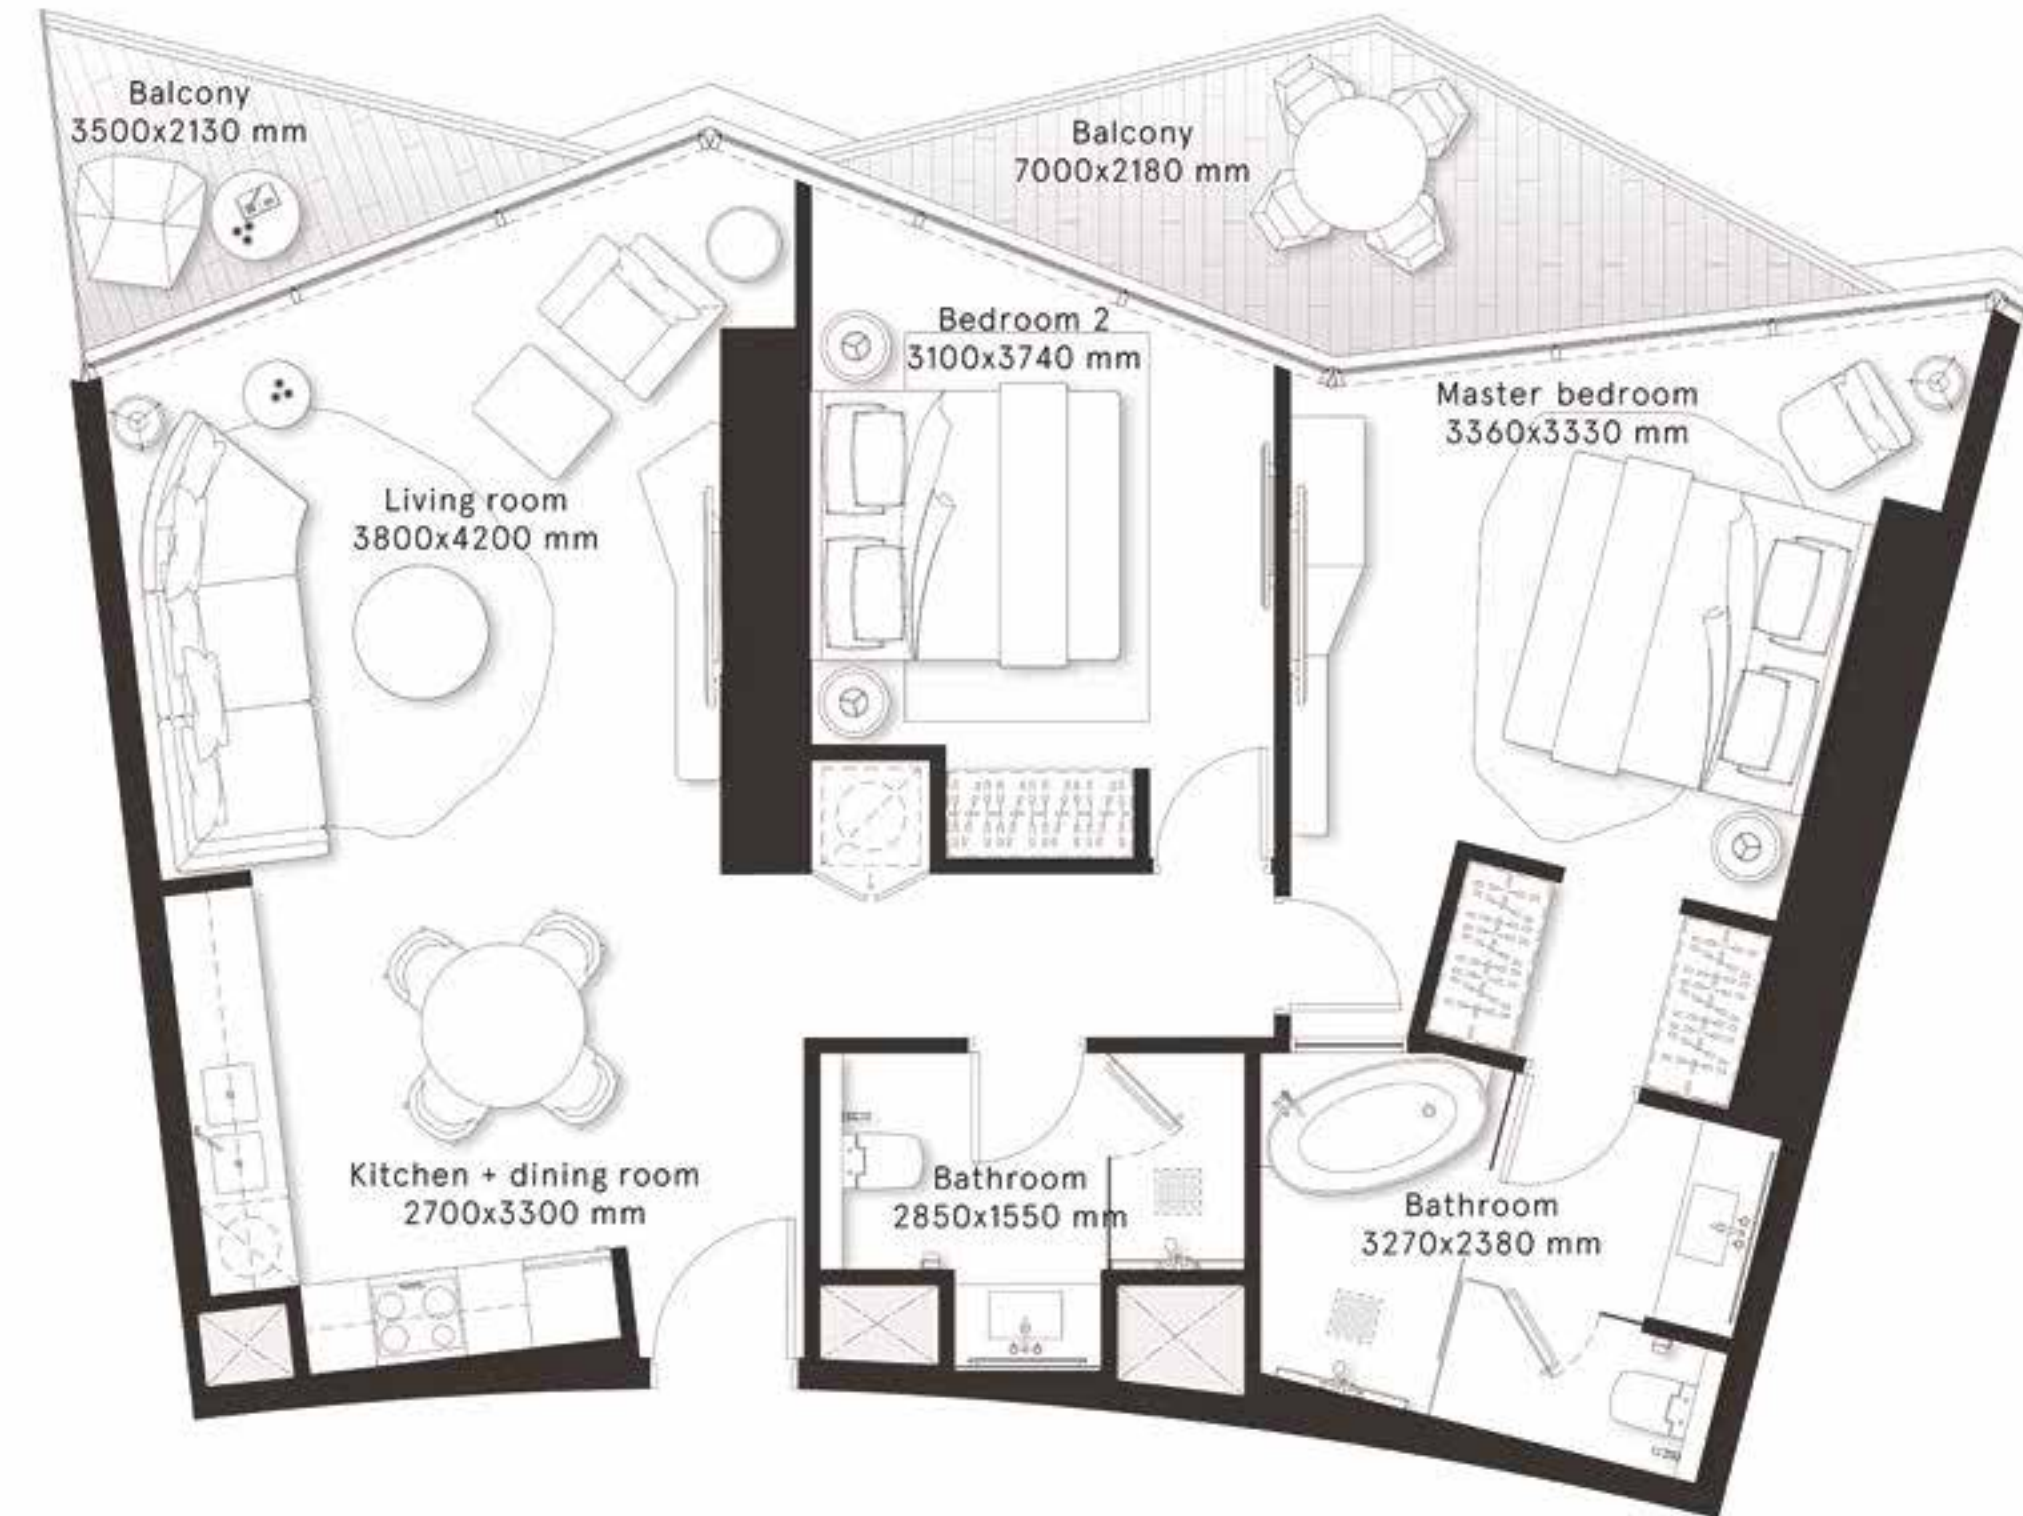 Balcony
3500x2130 mm
Balcony
7000x2180 mm
Bedroom 2
3100x3740 mm
Master bedroom
3360x3330 mm
Living room
3800x4200 mm
Kitchen + dining room
2700x3300 mm
Bathroom
2850x1550 mm
Bathroom
3270x2380 mm